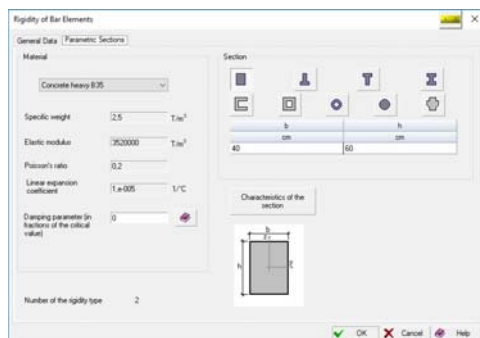 Rigidity of Bar Elements
General Data Parametric Sections
Material
Concrete heavy B35
Specific weight 2,5 T/m³
Elastic modulus 3520000 T/m²
Poisson's ratio 0,2
Linear expansion
coefficient 1,e-005 1/°C
Damping parameter (in
fractions of the critical
value) 0
Number of the rigidity type 2
Section
b h
cm cm
40 60
Characteristics of the
section
b
h
OK Cancel Help